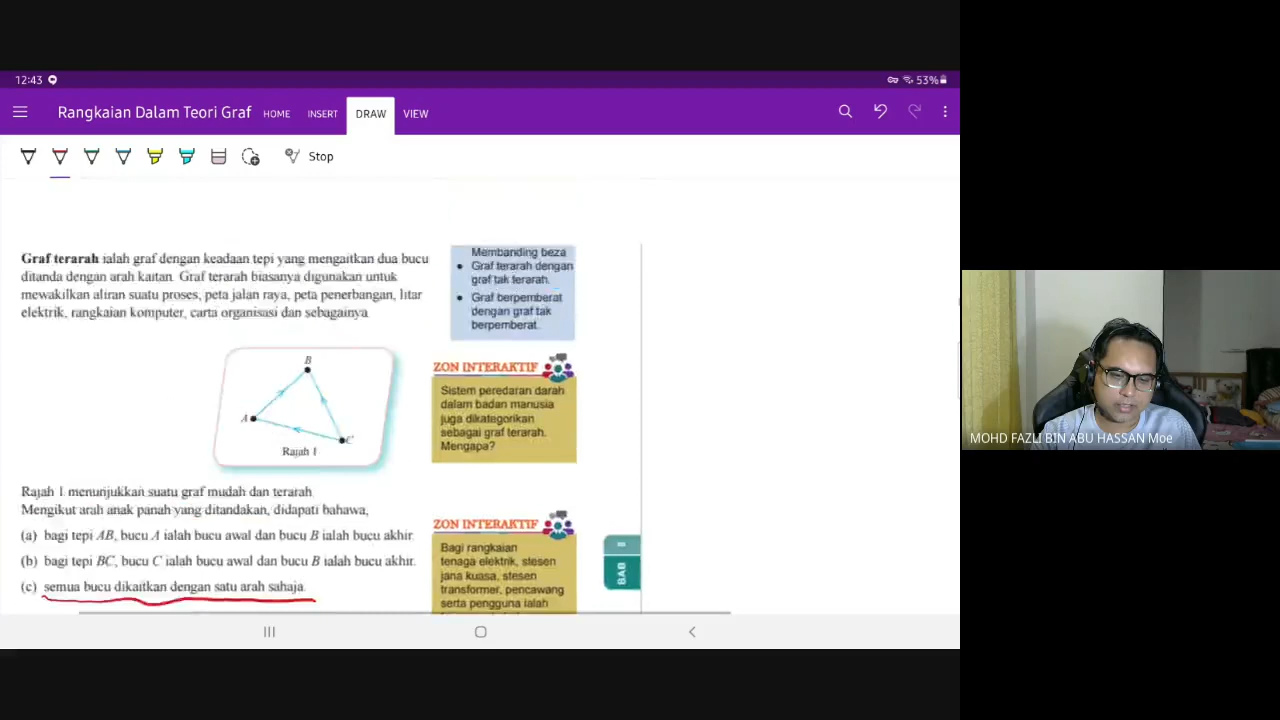 12:43
53%
Rangkaian Dalam Teori Graf
HOME
INSERT
DRAW
VIEW
Stop
Graf terarah ialah graf dengan keadaan tepi yang mengaitkan dua bucu
ditanda dengan arah kaitan. Graf terarah biasanya digunakan untuk
mewakilkan aliran suatu proses, peta jalan raya, peta penerbangan, litar
elektrik, rangkaian komputer, carta organisasi dan sebagainya.
B
A
C
Rajah 1
Rajah 1 menunjukkan suatu graf mudah dan terarah.
Mengikut arah anak panah yang ditandakan, didapati bahawa,
(a) bagi tepi AB, bucu A ialah bucu awal dan bucu B ialah bucu akhir.
(b) bagi tepi BC, bucu C ialah bucu awal dan bucu B ialah bucu akhir.
(c) semua bucu dikaitkan dengan satu arah sahaja.
Membanding beza
• Graf terarah dengan
graf tak terarah.
• Graf berpemberat
dengan graf tak
berpemberat.
ZON INTERAKTIF
Sistem peredaran darah
dalam badan manusia
juga dikategorikan
sebagai graf terarah.
Mengapa?
ZON INTERAKTIF
Bagi rangkaian
tenaga elektrik, stesen
jana kuasa, stesen
transformer, pencawang
serta pengguna ialah
BAB
MOHD FAZLI BIN ABU HASSAN Moe